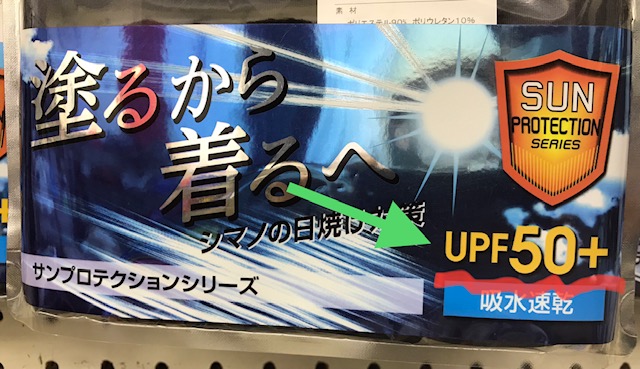 素材
ポリエステル90% ポリウレタン10%
塗るから
着るへ
シマノの日焼け対策
サンプロテクションシリーズ
SUN
PROTECTION
SERIES
UPF50+
吸水速乾